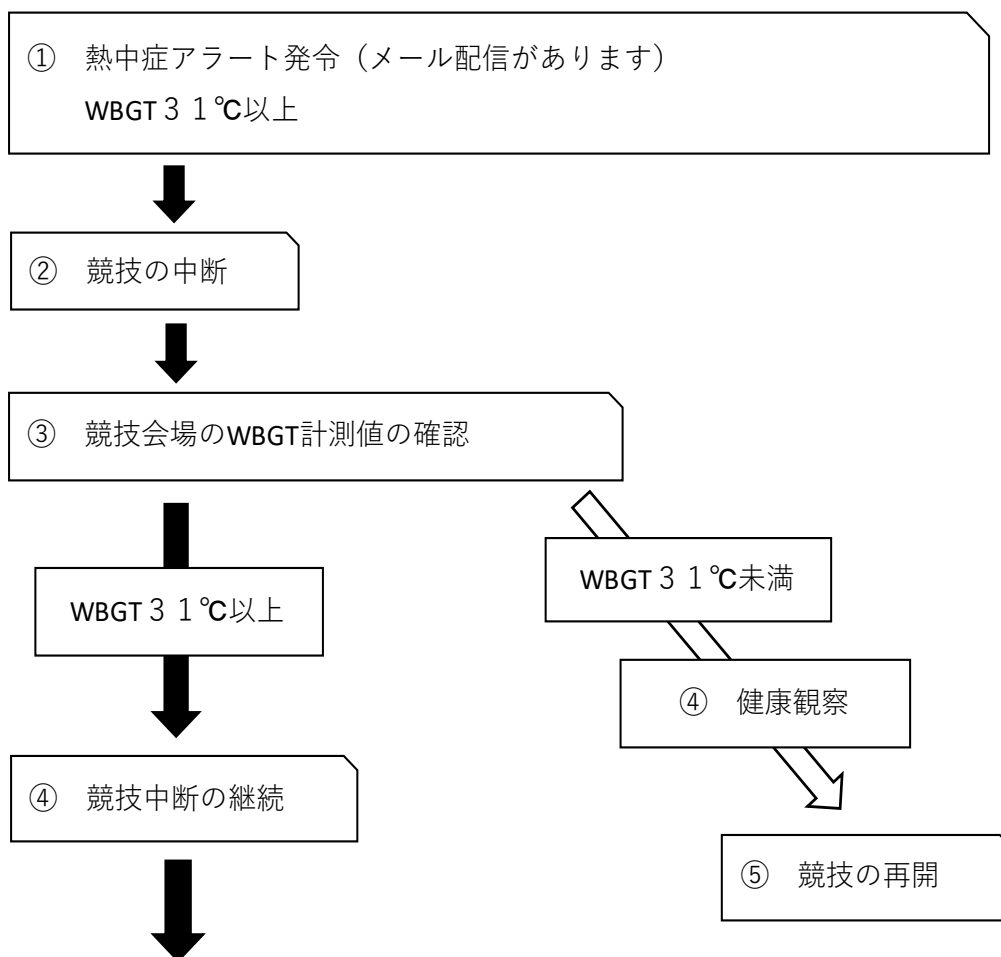 ① 熱中症アラート発令（メール配信があります）
WBGT３１℃以上
② 競技の中断
③ 競技会場のWBGT計測値の確認
WBGT３１℃以上
WBGT３１℃未満
④ 健康観察
④ 競技中断の継続
⑤ 競技の再開